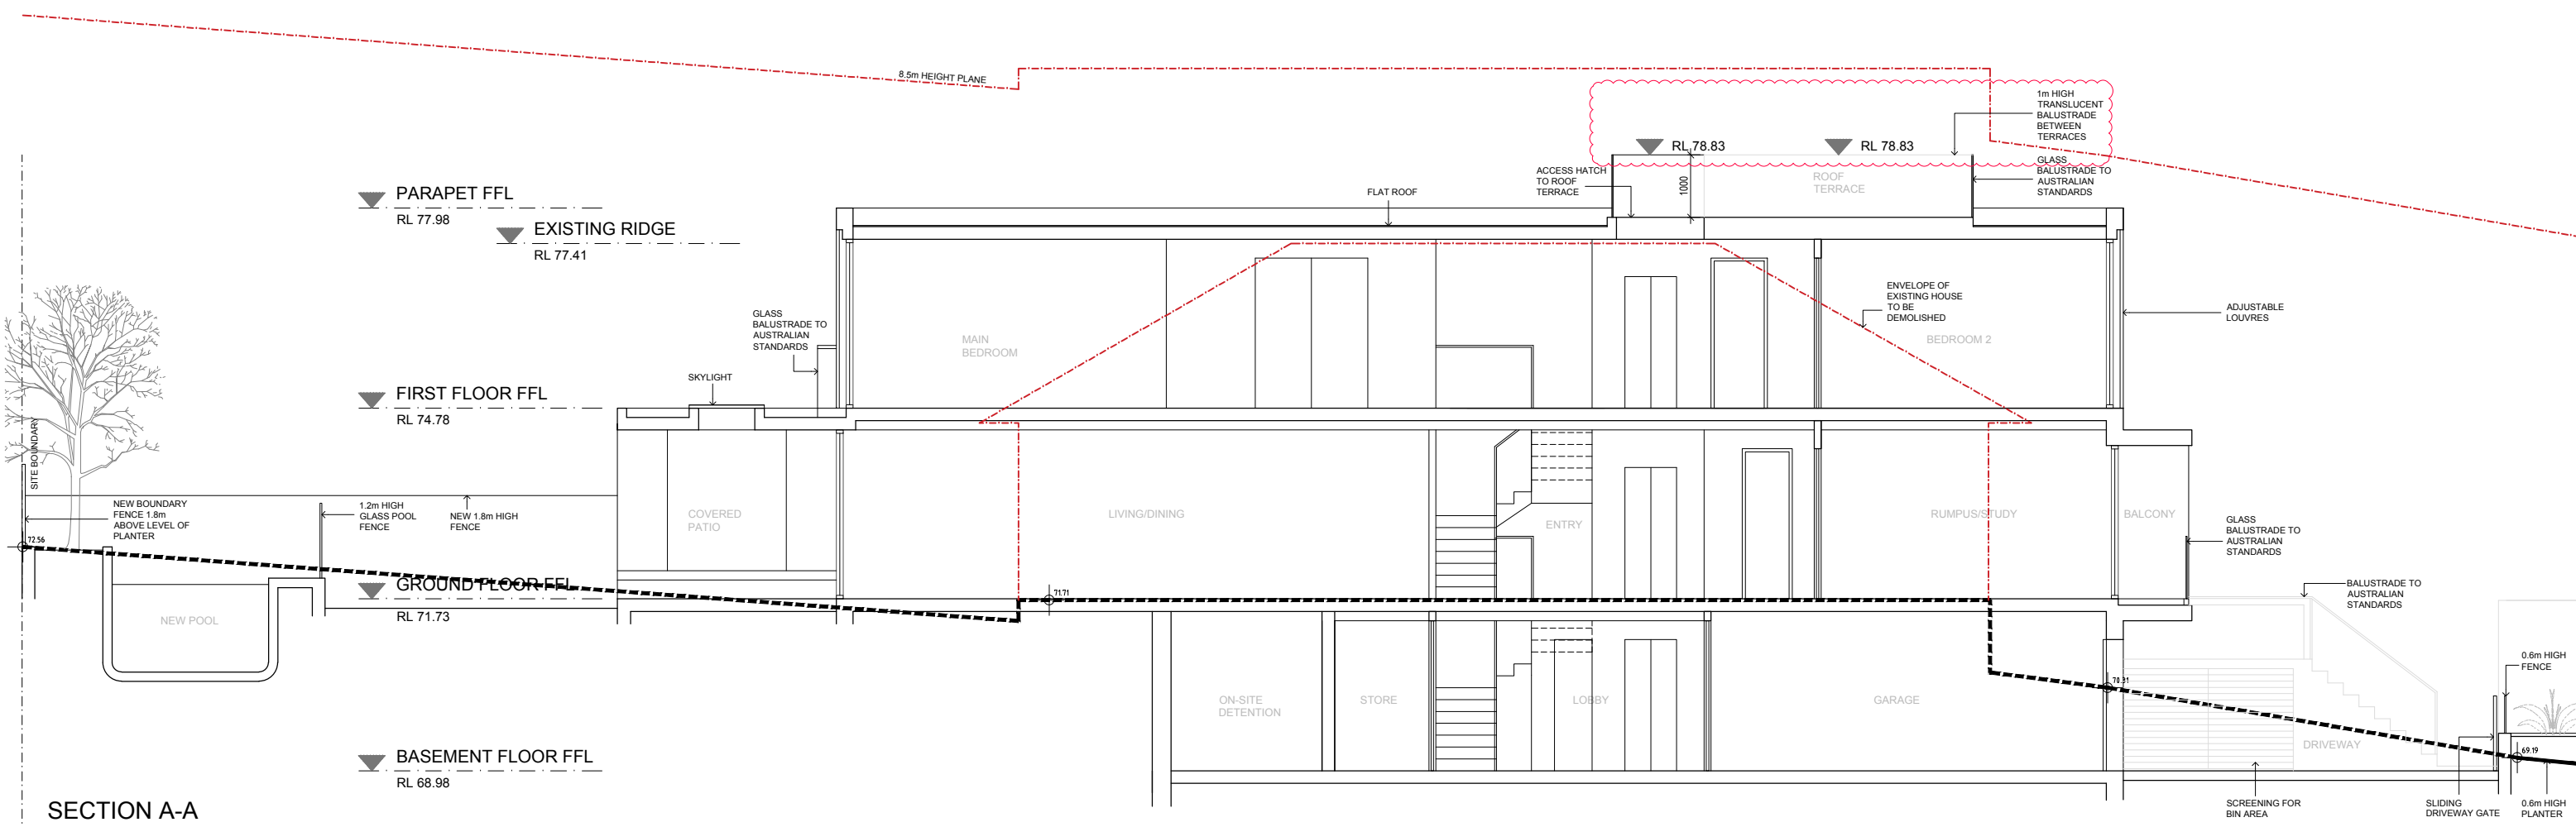 8.5m HEIGHT PLANE
1m HIGH
TRANSLUCENT
BALUSTRADE
BETWEEN
TERRACES
RL 78.83
RL 78.83
GLASS
BALUSTRADE TO
AUSTRALIAN
STANDARDS
ACCESS HATCH
TO ROOF
TERRACE
1000
ROOF
TERRACE
FLAT ROOF
PARAPET FFL
RL 77.98
EXISTING RIDGE
RL 77.41
GLASS
BALUSTRADE TO
AUSTRALIAN
STANDARDS
MAIN
BEDROOM
ENVELOPE OF
EXISTING HOUSE
TO BE
DEMOLISHED
BEDROOM 2
ADJUSTABLE
LOUVRES
SKYLIGHT
FIRST FLOOR FFL
RL 74.78
SITE BOUNDARY
NEW BOUNDARY
FENCE 1.8m
ABOVE LEVEL OF
PLANTER
1.2m HIGH
GLASS POOL
FENCE
NEW 1.8m HIGH
FENCE
COVERED
PATIO
LIVING/DINING
ENTRY
RUMPUS/STUDY
BALCONY
GLASS
BALUSTRADE TO
AUSTRALIAN
STANDARDS
72.56
GROUND FLOOR FFL
RL 71.73
71.71
BALUSTRADE TO
AUSTRALIAN
STANDARDS
NEW POOL
0.6m HIGH
FENCE
70.31
ON-SITE
DETENTION
STORE
LOBBY
GARAGE
DRIVEWAY
69.19
BASEMENT FLOOR FFL
RL 68.98
SECTION A-A
SCREENING FOR
BIN AREA
SLIDING
DRIVEWAY GATE
0.6m HIGH
PLANTER